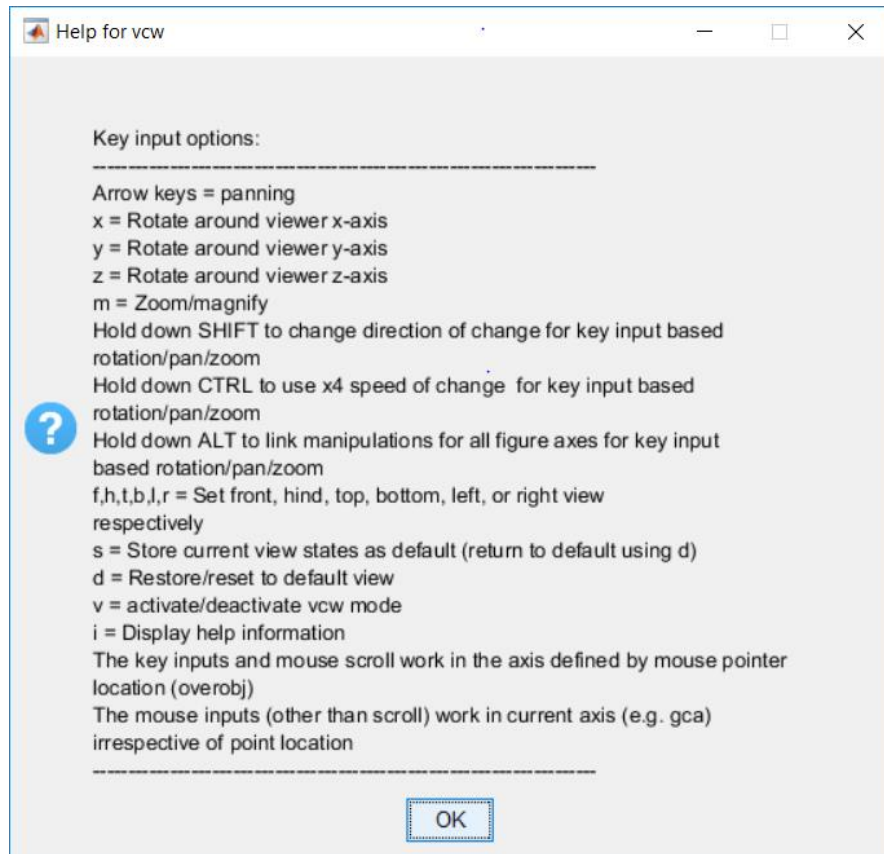 Help for vcw
Key input options:
------------------------------------------------------------------------
Arrow keys = panning
x = Rotate around viewer x-axis
y = Rotate around viewer y-axis
z = Rotate around viewer z-axis
m = Zoom/magnify
Hold down SHIFT to change direction of change for key input based
rotation/pan/zoom
Hold down CTRL to use x4 speed of change  for key input based
rotation/pan/zoom
Hold down ALT to link manipulations for all figure axes for key input
based rotation/pan/zoom
f,h,t,b,l,r = Set front, hind, top, bottom, left, or right view
respectively
s = Store current view states as default (return to default using d)
d = Restore/reset to default view
v = activate/deactivate vcw mode
i = Display help information
The key inputs and mouse scroll work in the axis defined by mouse pointer
location (overobj)
The mouse inputs (other than scroll) work in current axis (e.g. gca)
irrespective of point location
------------------------------------------------------------------------
OK